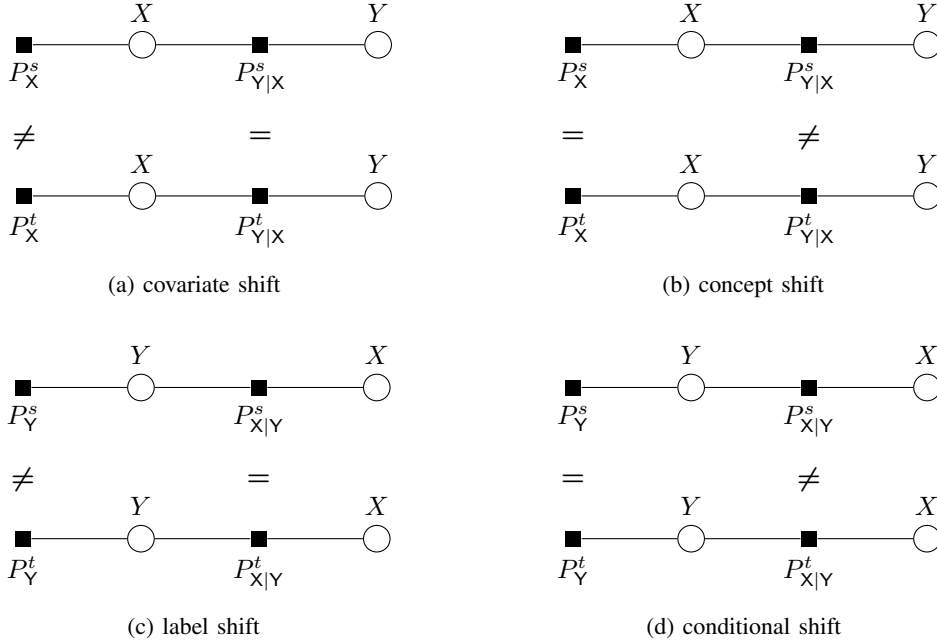 X Y X Y
P^s_X P^s_{Y|X} P^s_X P^s_{Y|X}
≠ = = ≠
X Y X Y
P^t_X P^t_{Y|X} P^t_X P^t_{Y|X}
(a) covariate shift (b) concept shift
Y X Y X
P^s_Y P^s_{X|Y} P^s_Y P^s_{X|Y}
≠ = = ≠
Y X Y X
P^t_Y P^t_{X|Y} P^t_Y P^t_{X|Y}
(c) label shift (d) conditional shift